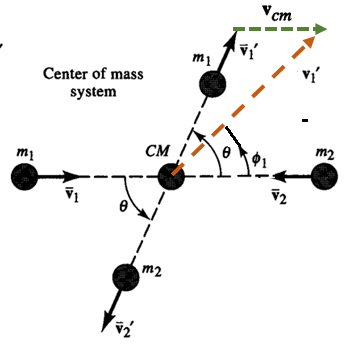 v_cm
m₁
v̄₁′
v₁′
Center of mass
system
m₁
CM
θ
ϕ₁
m₂
v̄₁
v̄₂
θ
m₂
v̄₂′